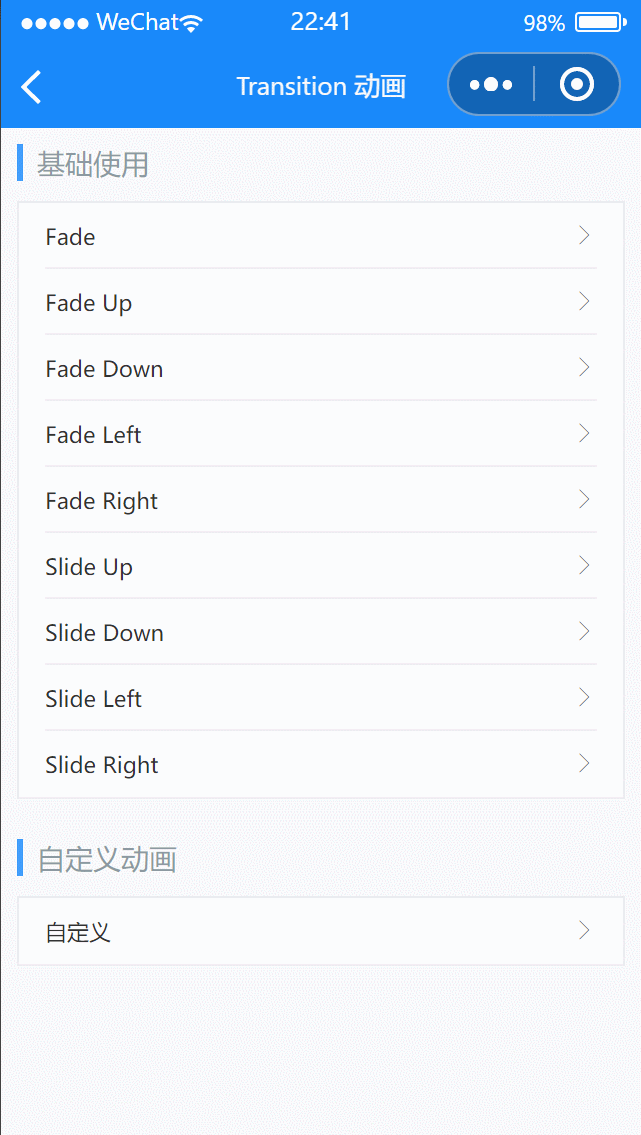 WeChat 22:41 98%
Transition 动画
基础使用
Fade
Fade Up
Fade Down
Fade Left
Fade Right
Slide Up
Slide Down
Slide Left
Slide Right
自定义动画
自定义